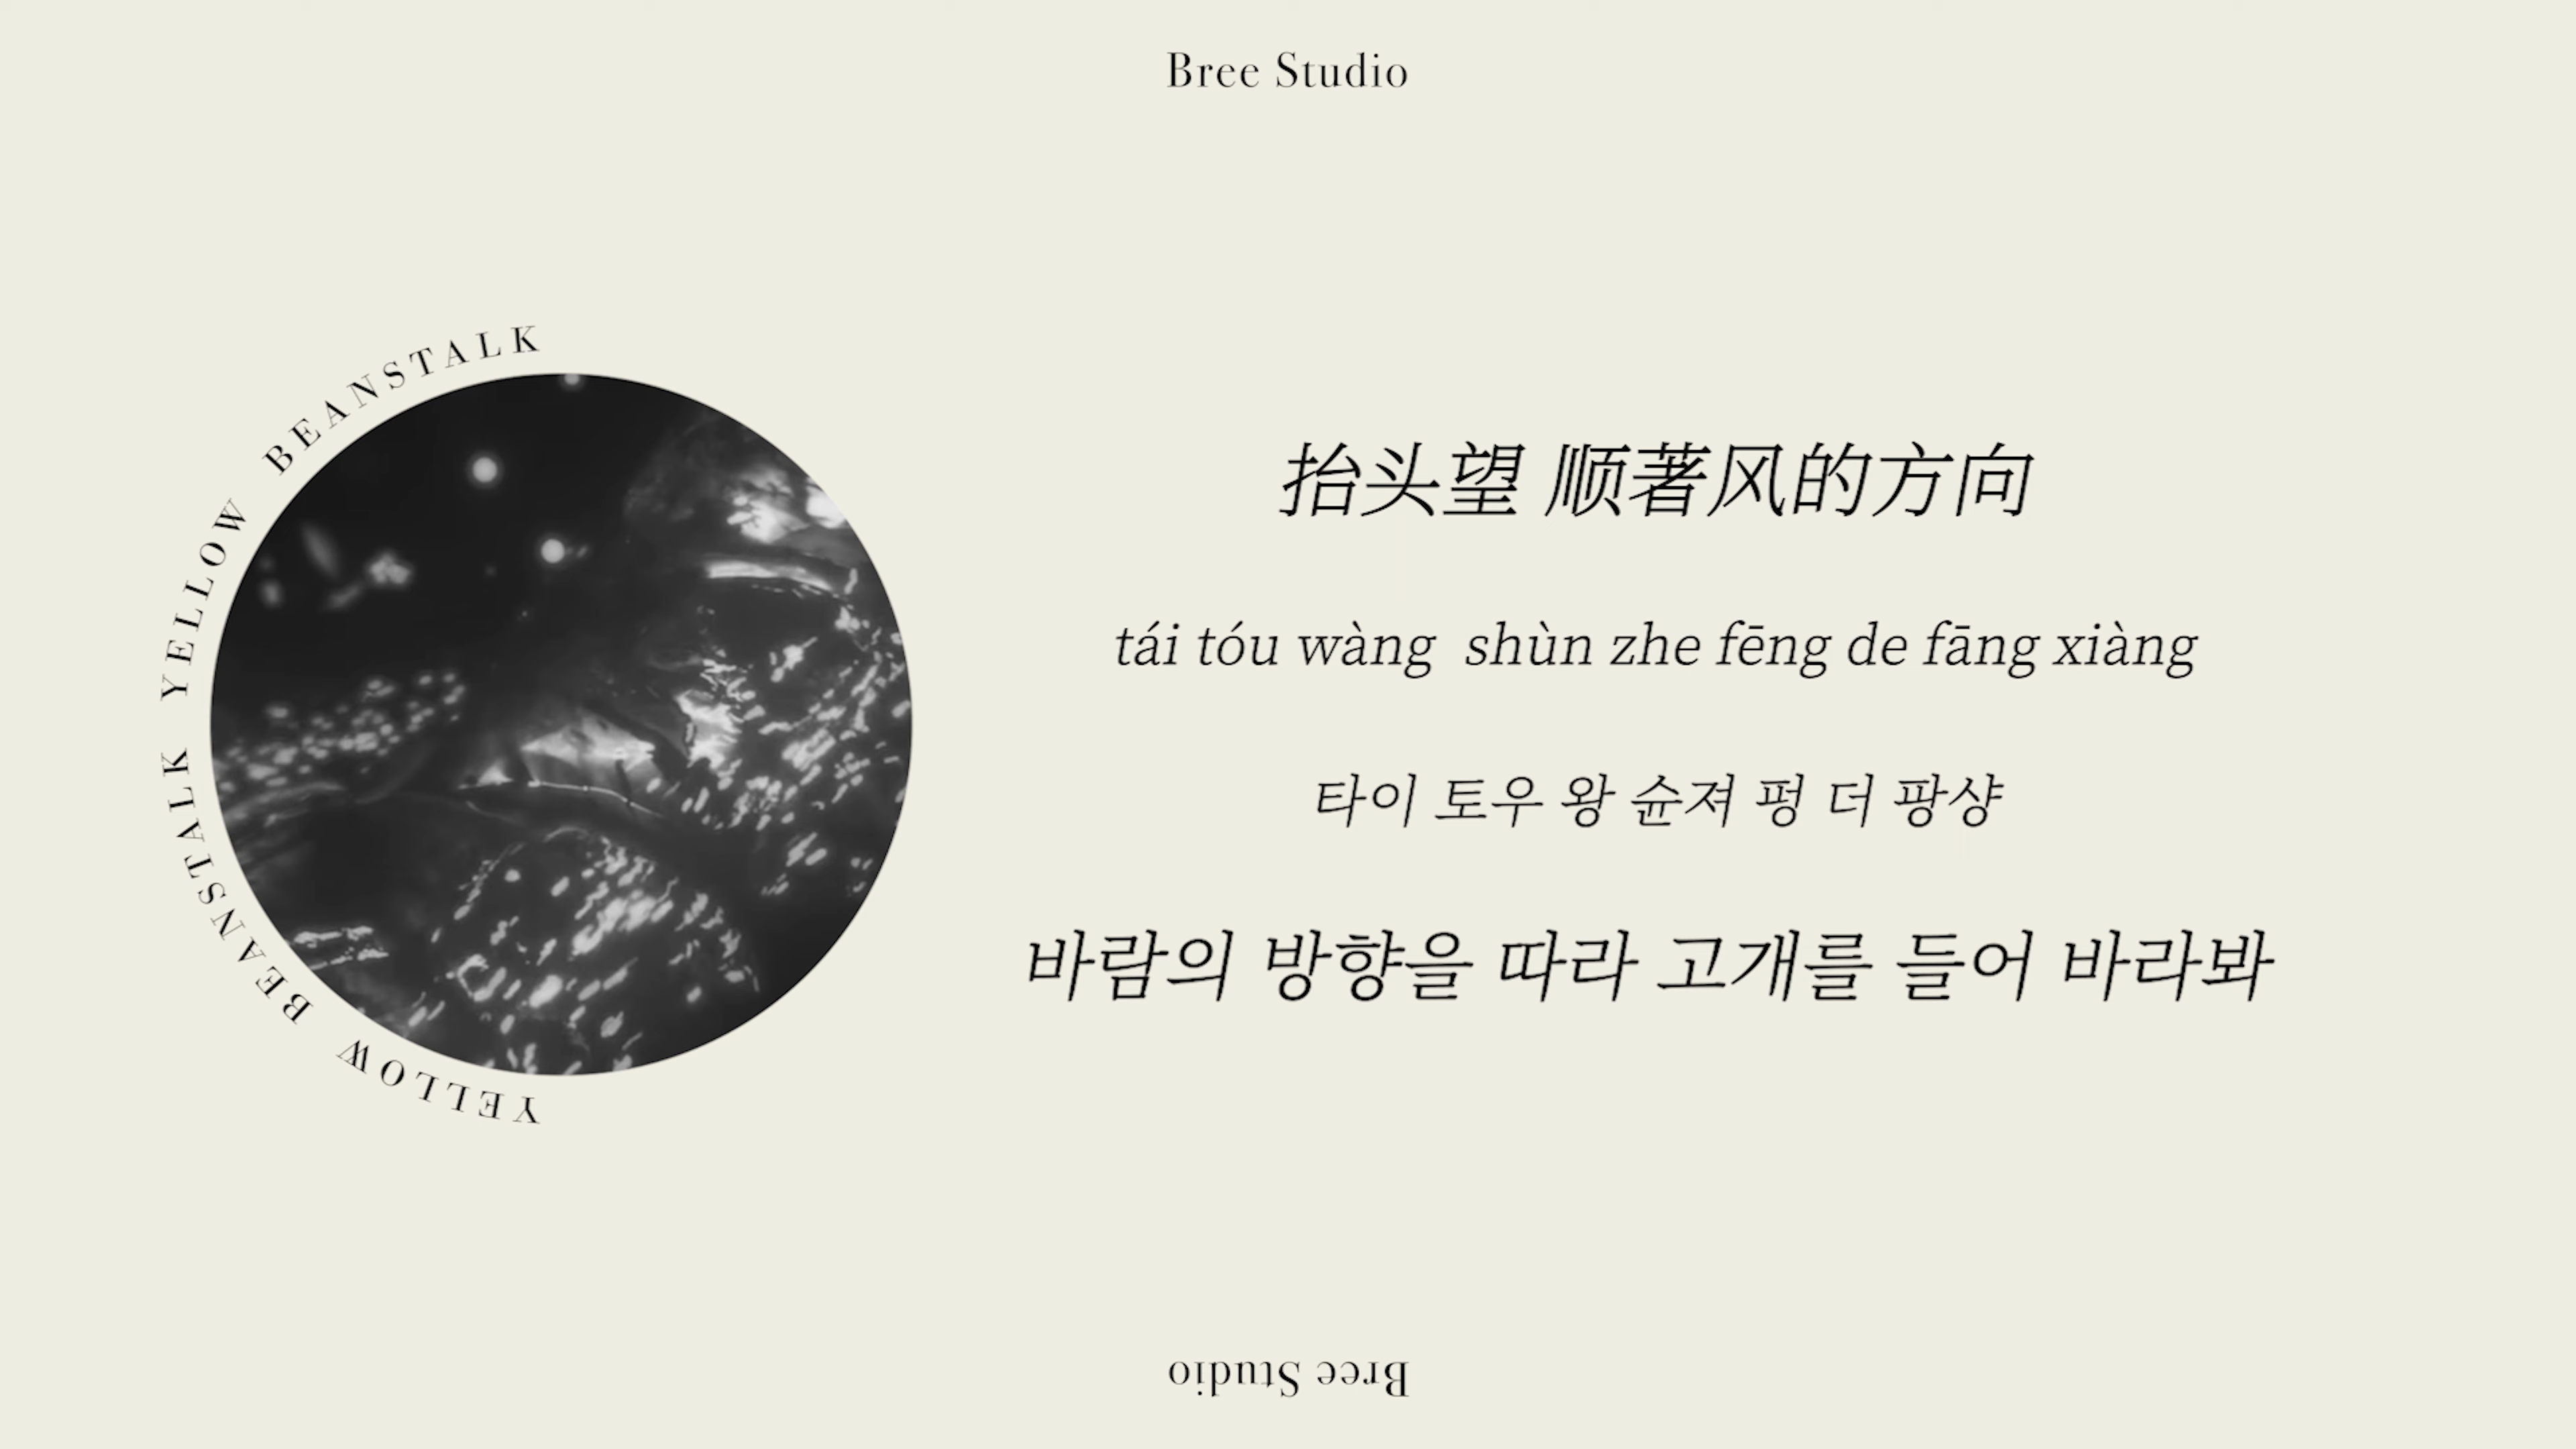 Bree Studio
YELLOW BEANSTALK YELLOW BEANSTALK
抬头望 顺著风的方向
tái tóu wàng shùn zhe fēng de fāng xiàng
타이 토우 왕 슌져 펑 더 팡샹
바람의 방향을 따라 고개를 들어 바라봐
Bree Studio